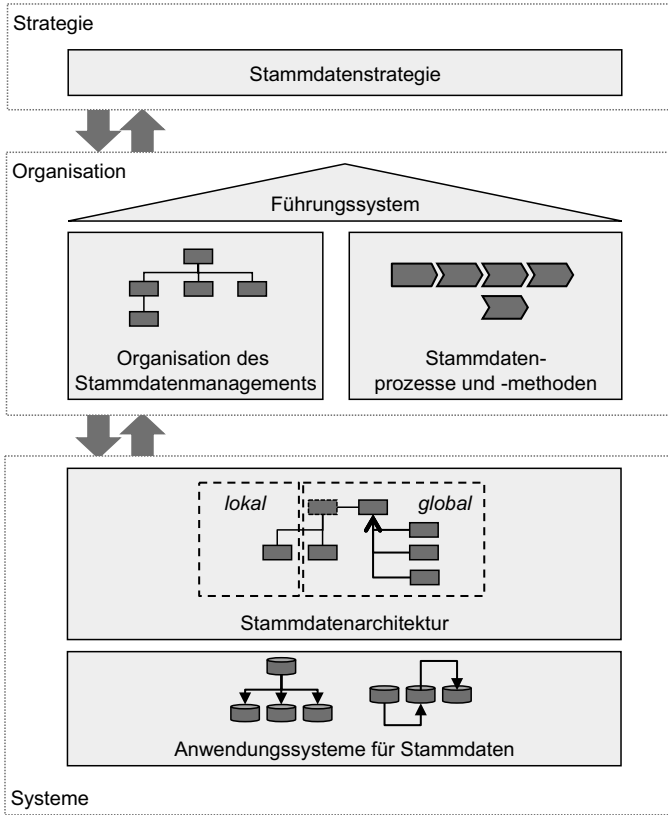 Strategie
Stammdatenstrategie
Organisation
Führungssystem
Organisation des
Stammdatenmanagements
Stammdaten-
prozesse und -methoden
lokal
global
Stammdatenarchitektur
Anwendungssysteme für Stammdaten
Systeme